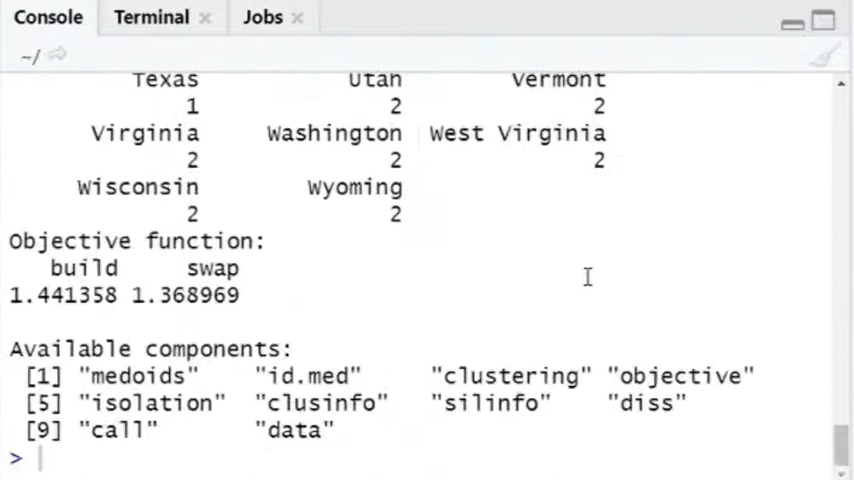 Console Terminal Jobs
~/
Texas Utah Vermont
1 2 2
Virginia Washington West Virginia
2 2 2
Wisconsin Wyoming
2 2
Objective function:
build swap
1.441358 1.368969
Available components:
[1] "medoids" "id.med" "clustering" "objective"
[5] "isolation" "clusinfo" "silinfo" "diss"
[9] "call" "data"
>